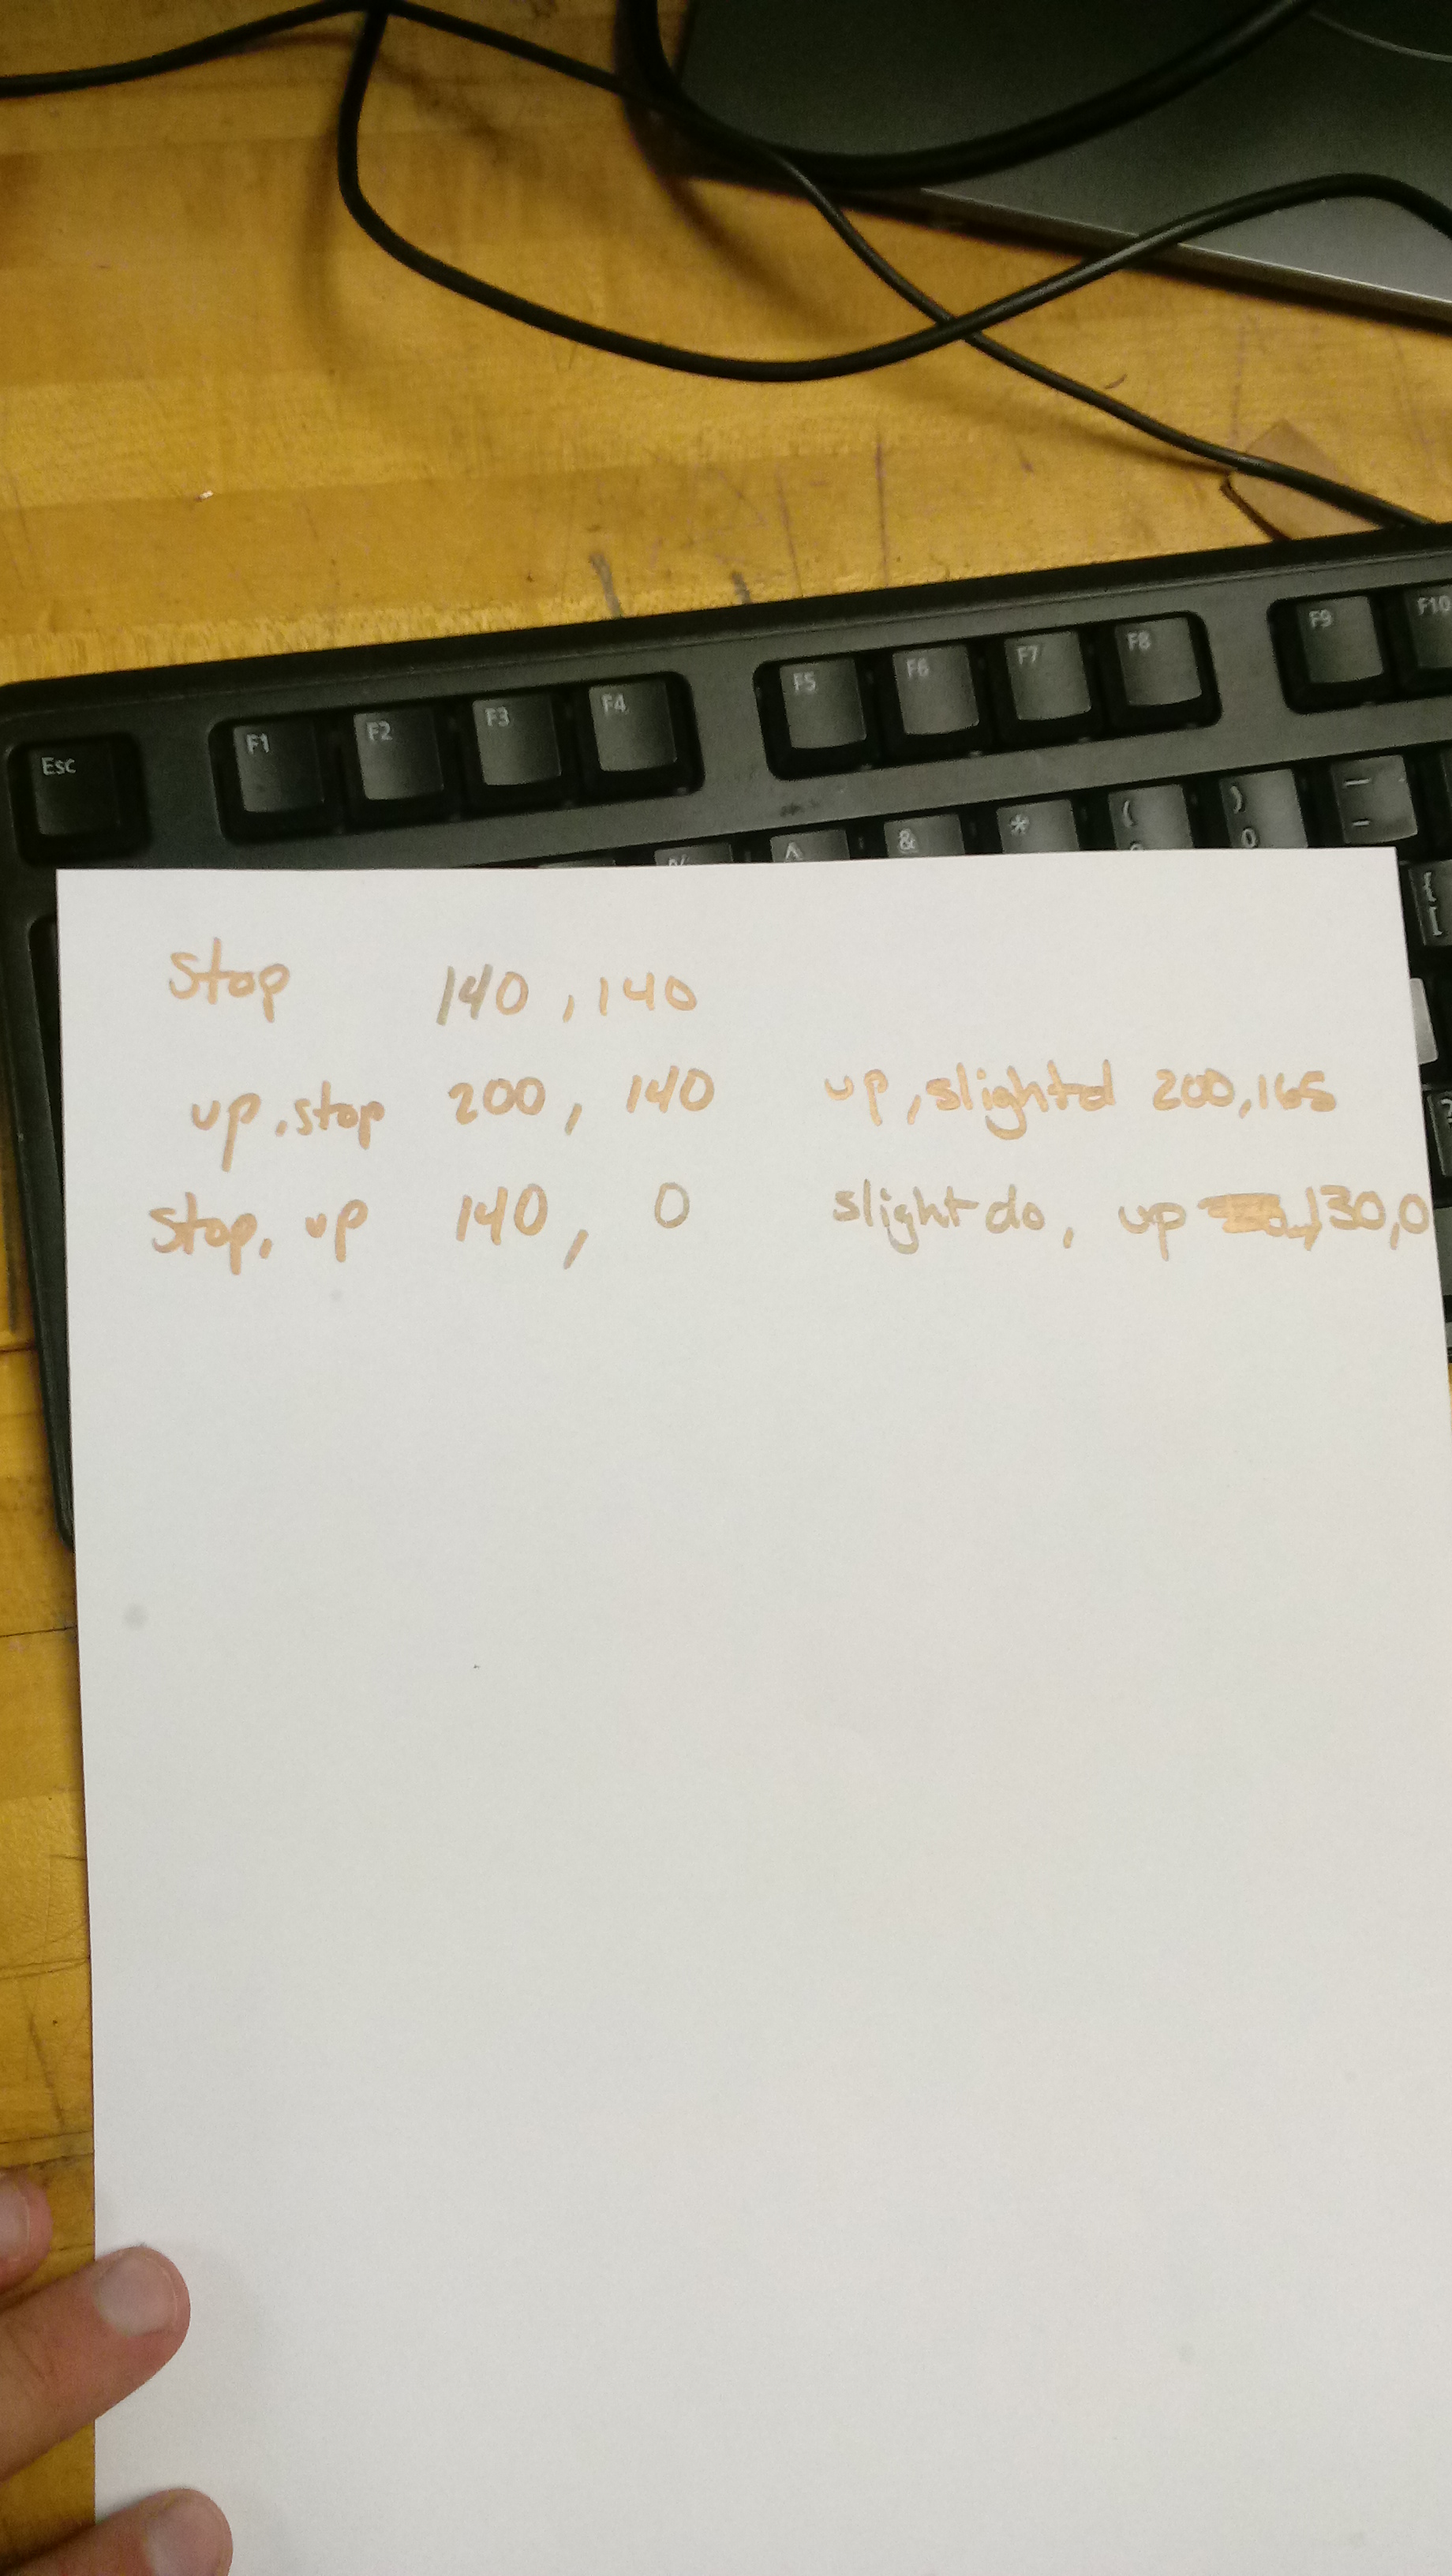 F9 F10
F5 F6 F7 F8
Esc F1 F2 F3 F4
^ & * ( ) 0 _ -
{ [
stop 140, 140
up, stop 200, 140 up, slightd 200, 165
stop, up 140, 0 slight do, up 130, 0